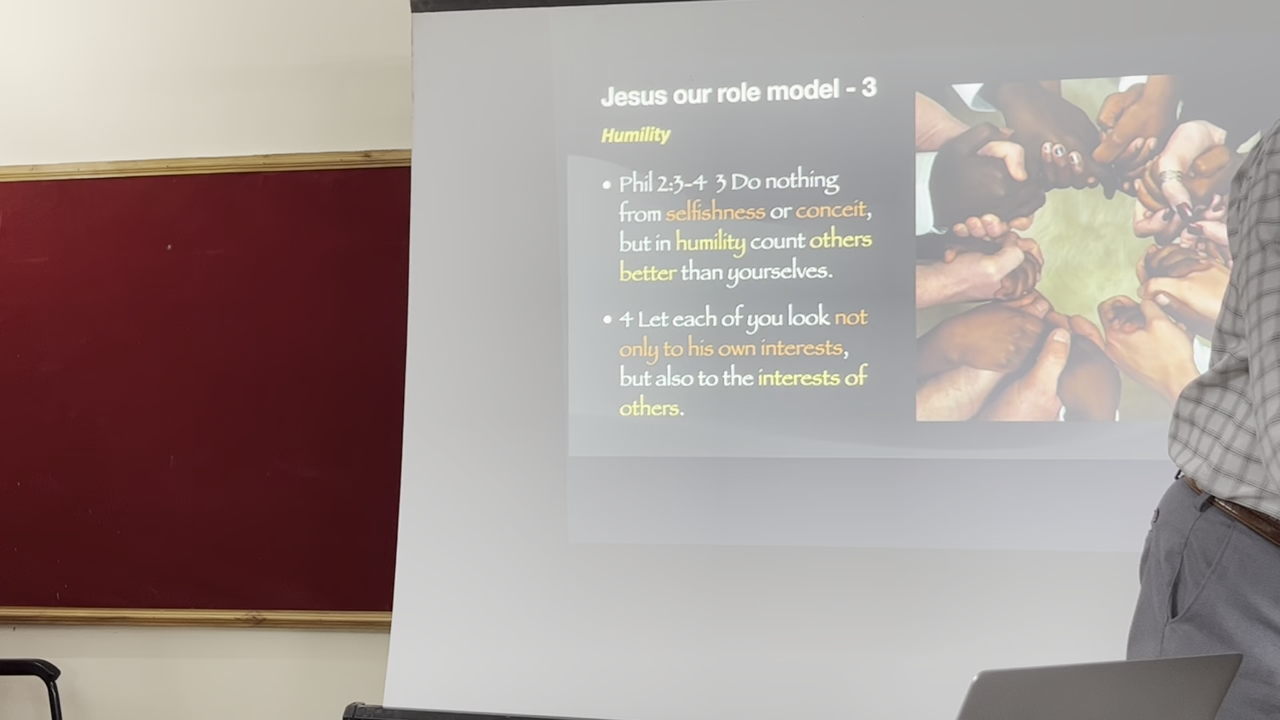 Jesus our role model - 3
Humility
• Phil 2:3-4 3 Do nothing
from selfishness or conceit,
but in humility count others
better than yourselves.
• 4 Let each of you look not
only to his own interests,
but also to the interests of
others.